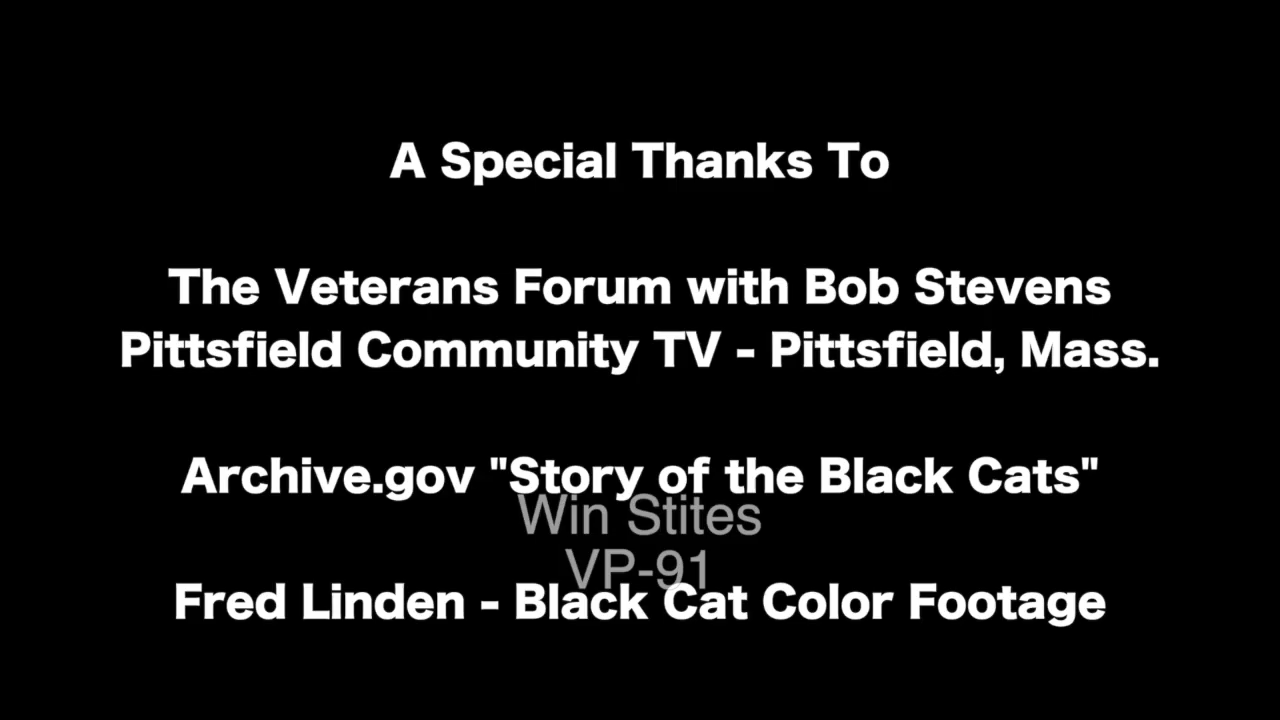 A Special Thanks To
The Veterans Forum with Bob Stevens
Pittsfield Community TV - Pittsfield, Mass.
Archive.gov "Story of the Black Cats"
Win Stites
VP-91
Fred Linden - Black Cat Color Footage